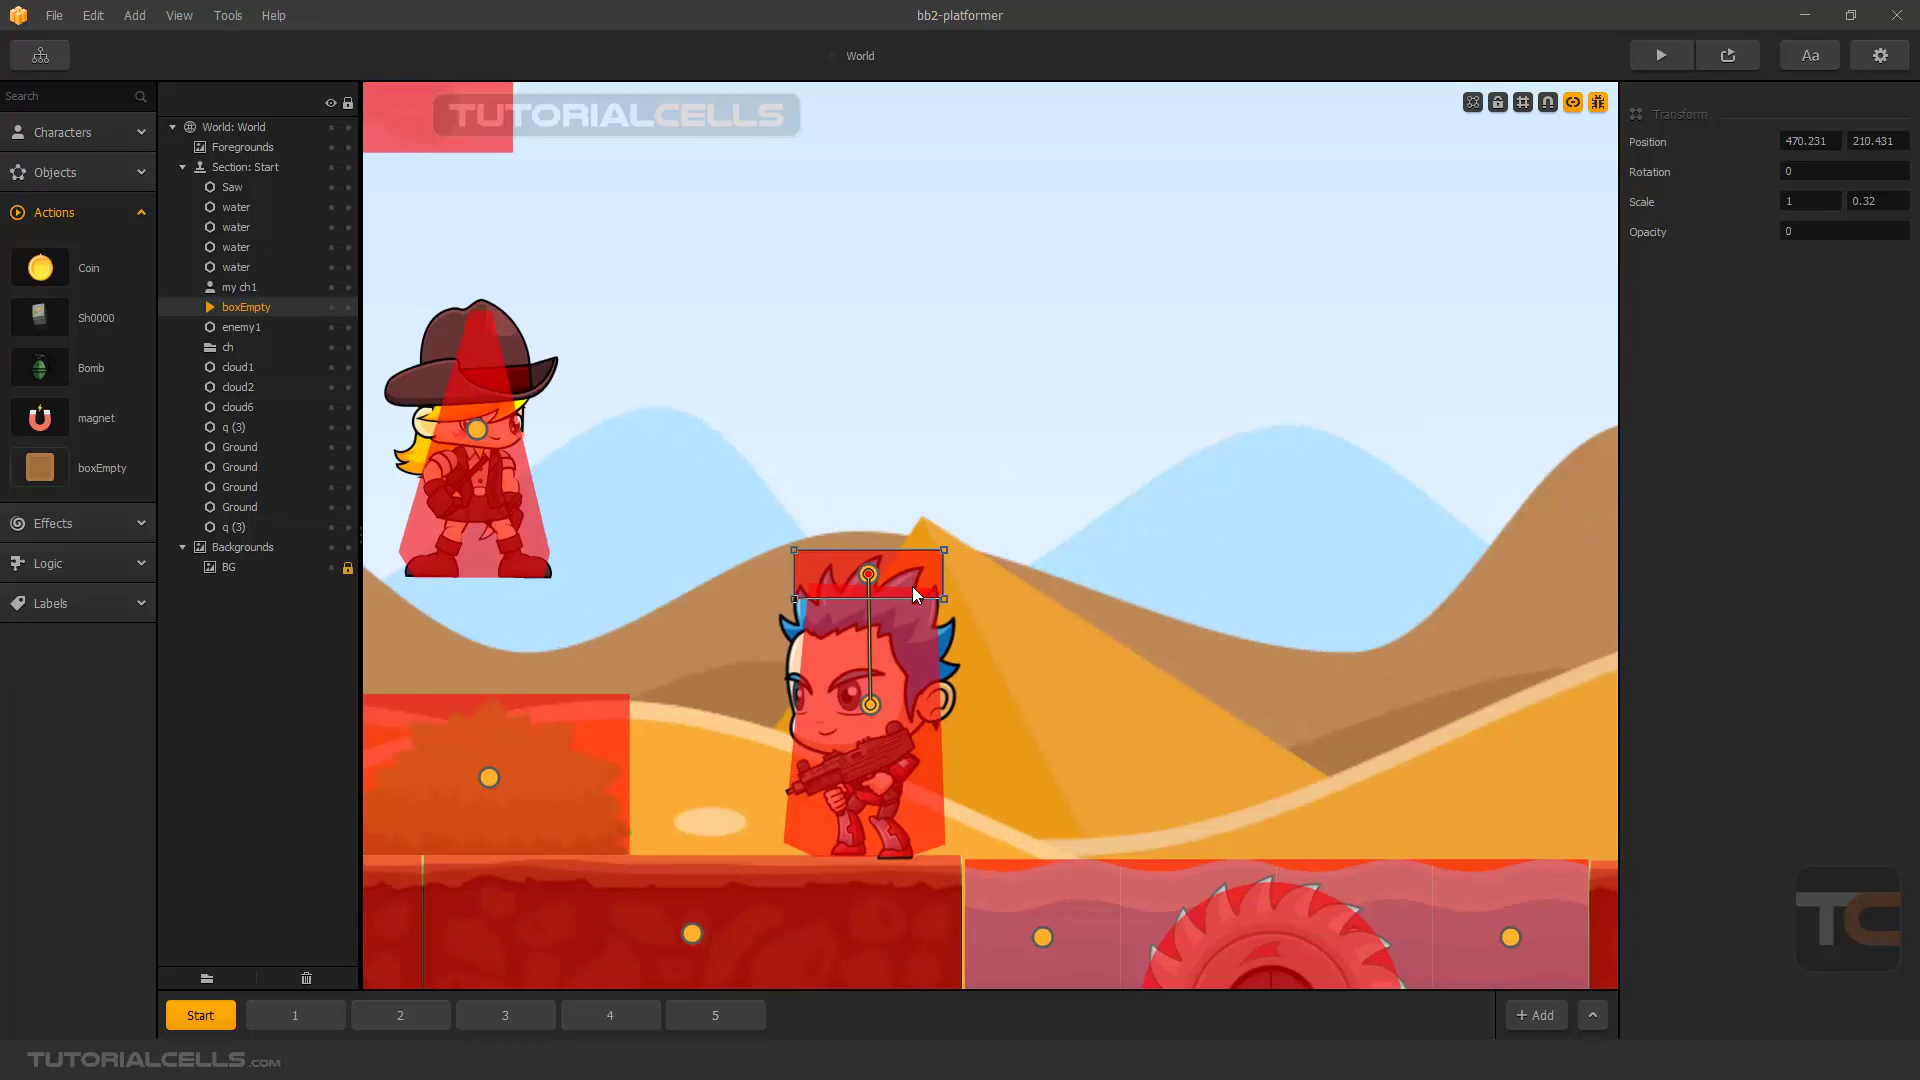 File Edit Add View Tools Help
bb2-platformer
World
Aa
Search
Characters
Objects
Actions
Coin
Sh0000
Bomb
magnet
boxEmpty
Effects
Logic
Labels
World: World
Foregrounds
Section: Start
Saw
water
water
water
water
my ch1
boxEmpty
enemy1
ch
cloud1
cloud2
cloud6
q (3)
Ground
Ground
Ground
Ground
q (3)
Backgrounds
BG
TUTORIALCELLS
Transform
Position 470.231 210.431
Rotation 0
Scale 1 0.32
Opacity 0
TC
Start 1 2 3 4 5
+ Add
TUTORIALCELLS.COM